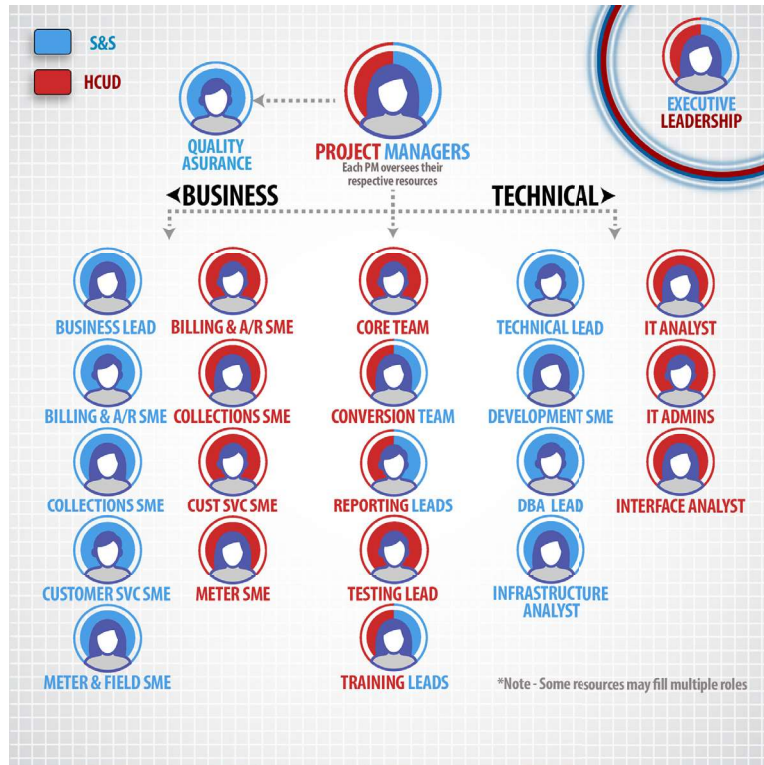 S&S
HCUD
QUALITY
ASURANCE
PROJECT MANAGERS
Each PM oversees their
respective resources
EXECUTIVE
LEADERSHIP
BUSINESS
TECHNICAL
BUSINESS LEAD
BILLING & A/R SME
CORE TEAM
TECHNICAL LEAD
IT ANALYST
BILLING & A/R SME
COLLECTIONS SME
CONVERSION TEAM
DEVELOPMENT SME
IT ADMINS
COLLECTIONS SME
CUST SVC SME
REPORTING LEADS
DBA LEAD
INTERFACE ANALYST
CUSTOMER SVC SME
METER SME
TESTING LEAD
INFRASTRUCTURE
ANALYST
METER & FIELD SME
TRAINING LEADS
*Note - Some resources may fill multiple roles